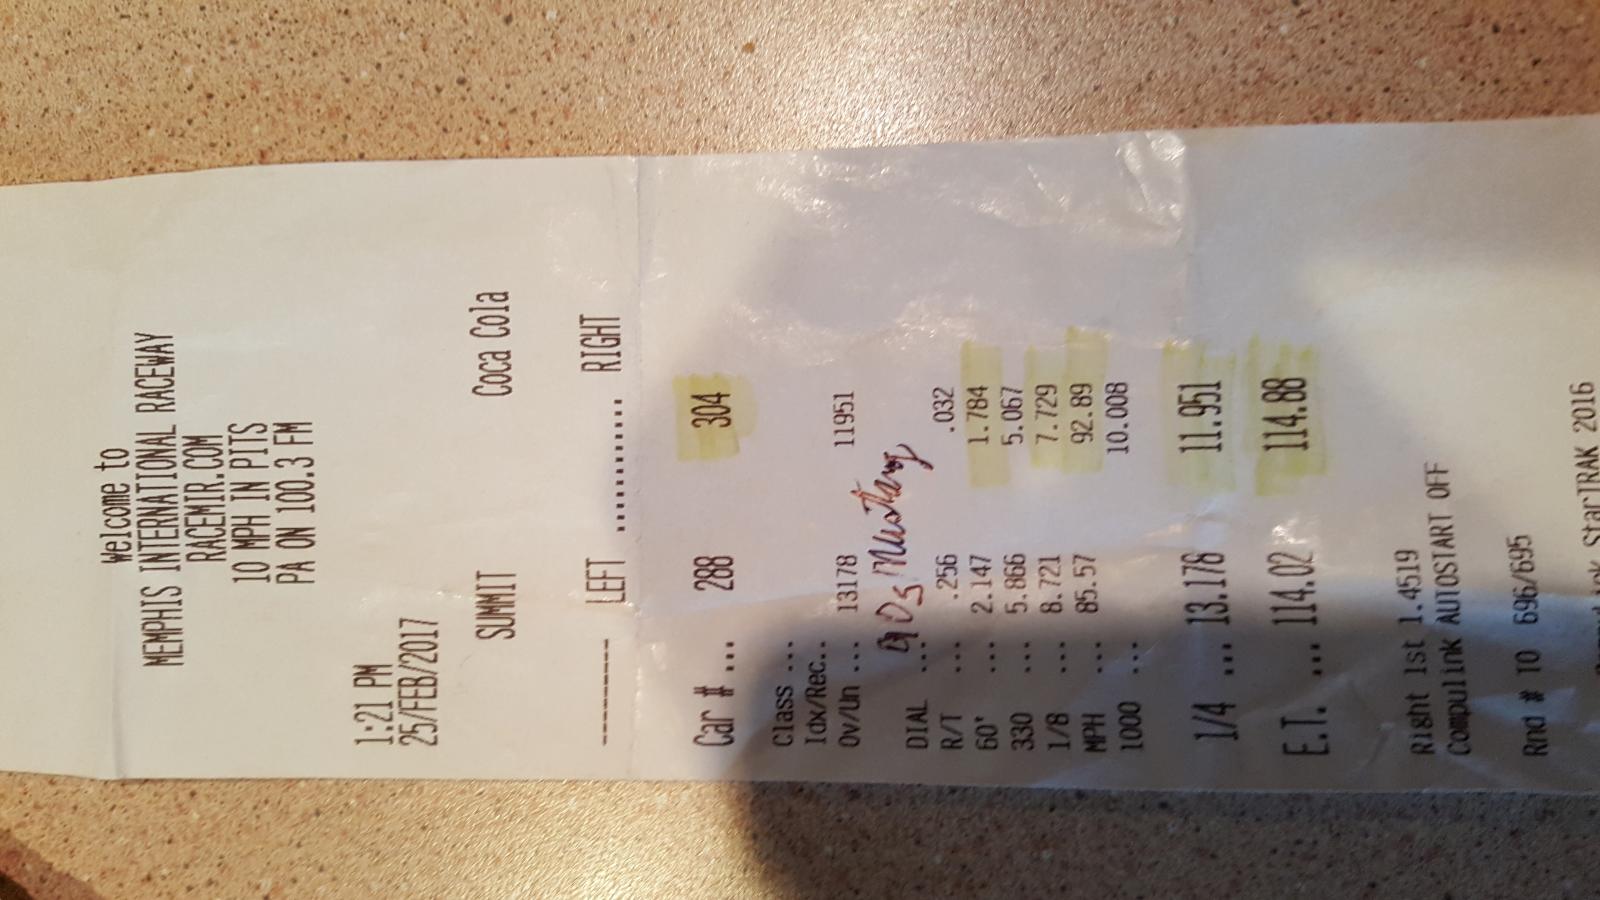 Welcome to
MEMPHIS INTERNATIONAL RACEWAY
RACEMIR.COM
10 MPH IN PITS
PA ON 100.3 FM
1:21 PM
25/FEB/2017
SUMMIT Coca Cola
--------- LEFT ......... RIGHT
Car # ... 288 304
Class ...
Idx/Rec...
Ov/Un ... 13178 11951
03 Mustang
DIAL ...
R/T ... .256 .032
60' ... 2.147 1.784
330 ... 5.866 5.067
1/8 ... 8.721 7.729
MPH ... 85.57 92.89
1000 ... 10.008
1/4 ... 13.178 11.951
E.T. ... 114.02 114.88
Right 1st 1.4519
Compulink AUTOSTART OFF
Rnd # TO 696/695
StarTRAK 2016